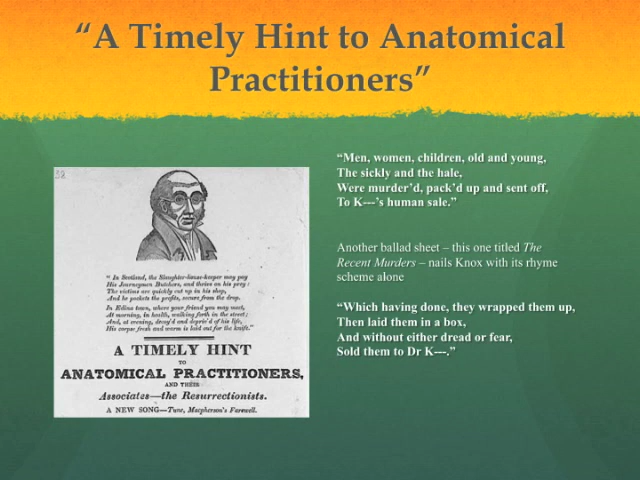 “A Timely Hint to Anatomical
Practitioners”
“Men, women, children, old and young,
The sickly and the hale,
Were murder’d, pack’d up and sent off,
To K---’s human sale.”
Another ballad sheet – this one titled The
Recent Murders – nails Knox with its rhyme
scheme alone
“Which having done, they wrapped them up,
Then laid them in a box,
And without either dread or fear,
Sold them to Dr K---.”
32
“ In Scotland, the Slaughter-house-keeper may pay
His Journeymen Butchers, and thrive on his prey :
The victims are quickly cut up in his shop,
And he pockets the profits, secure from the drop.
In Edina town, where your friend you may meet,
At morning, in health, walking forth in the street ;
And, at evening, decoy'd and depriv'd of his life,
His corpse fresh and warm is laid out for the knife.”
A TIMELY HINT
TO
ANATOMICAL PRACTITIONERS,
AND THEIR
Associates—the Resurrectionists.
A NEW SONG—Tune, Macpherson's Farewell.